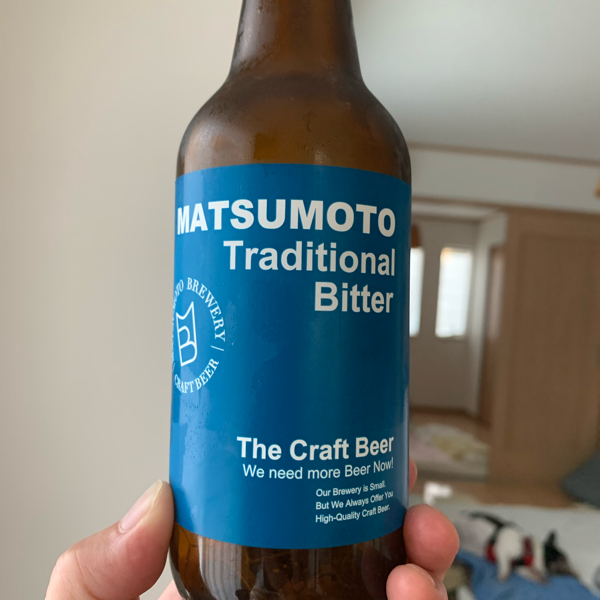 MATSUMOTO
Traditional
Bitter
BREWERY
CRAFT BEER
The Craft Beer
We need more Beer Now!
Our Brewery is Small.
But We Always Offer You
High-Quality Craft Beer.